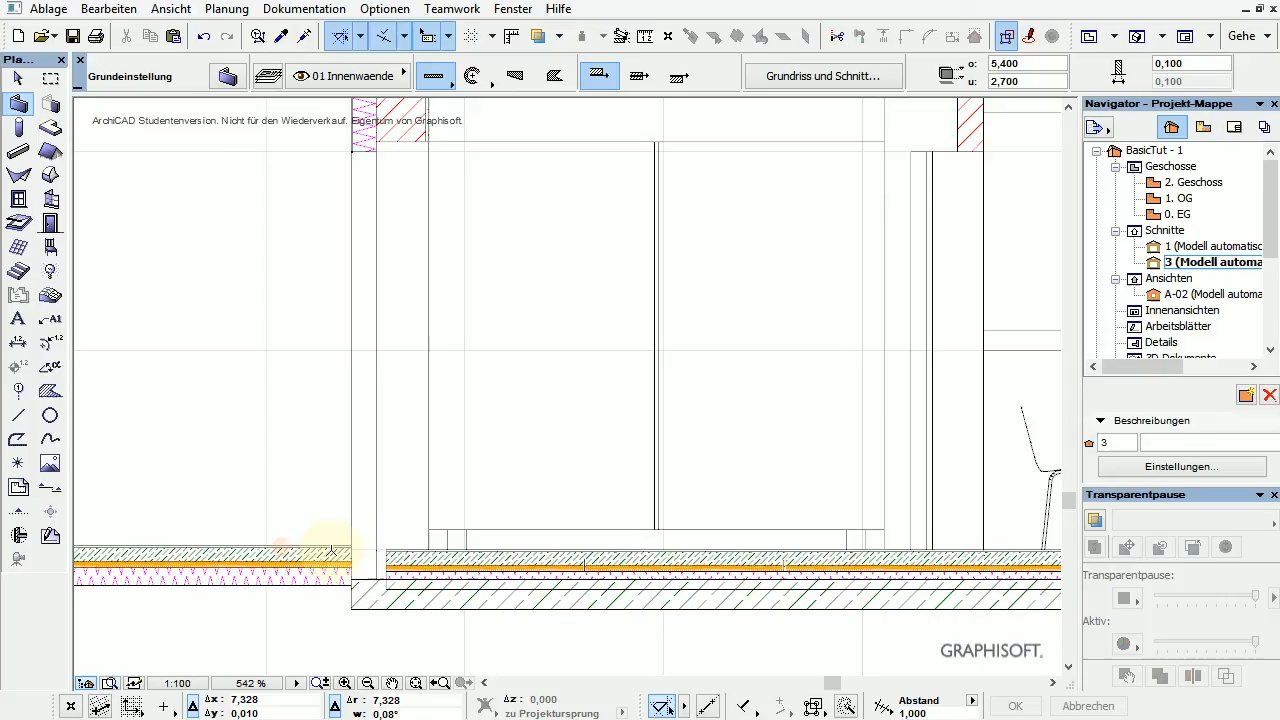 Ablage Bearbeiten Ansicht Planung Dokumentation Optionen Teamwork Fenster Hilfe
Gehe
Pla...
Grundeinstellung
01 Innenwaende
Grundriss und Schnitt...
o: 5,400
u: 2,700
0,100
0,100
Navigator - Projekt-Mappe
ArchiCAD Studentenversion. Nicht für den Wiederverkauf. Eigentum von Graphisoft.
BasicTut - 1
Geschosse
2. Geschoss
1. OG
0. EG
Schnitte
1 (Modell automatisc
3 (Modell automa
Ansichten
A-02 (Modell automa
Innenansichten
Arbeitsblätter
Details
3D-Dokumente
Beschreibungen
3
Einstellungen...
Transparentpause
Transparentpause:
Aktiv:
GRAPHISOFT.
1:100
542 %
Δx: 7,328
Δy: 0,010
r: 7,328
w: 0,08°
Δz: 0,000
zu Projektursprung
Abstand
1,000
OK
Abbrechen